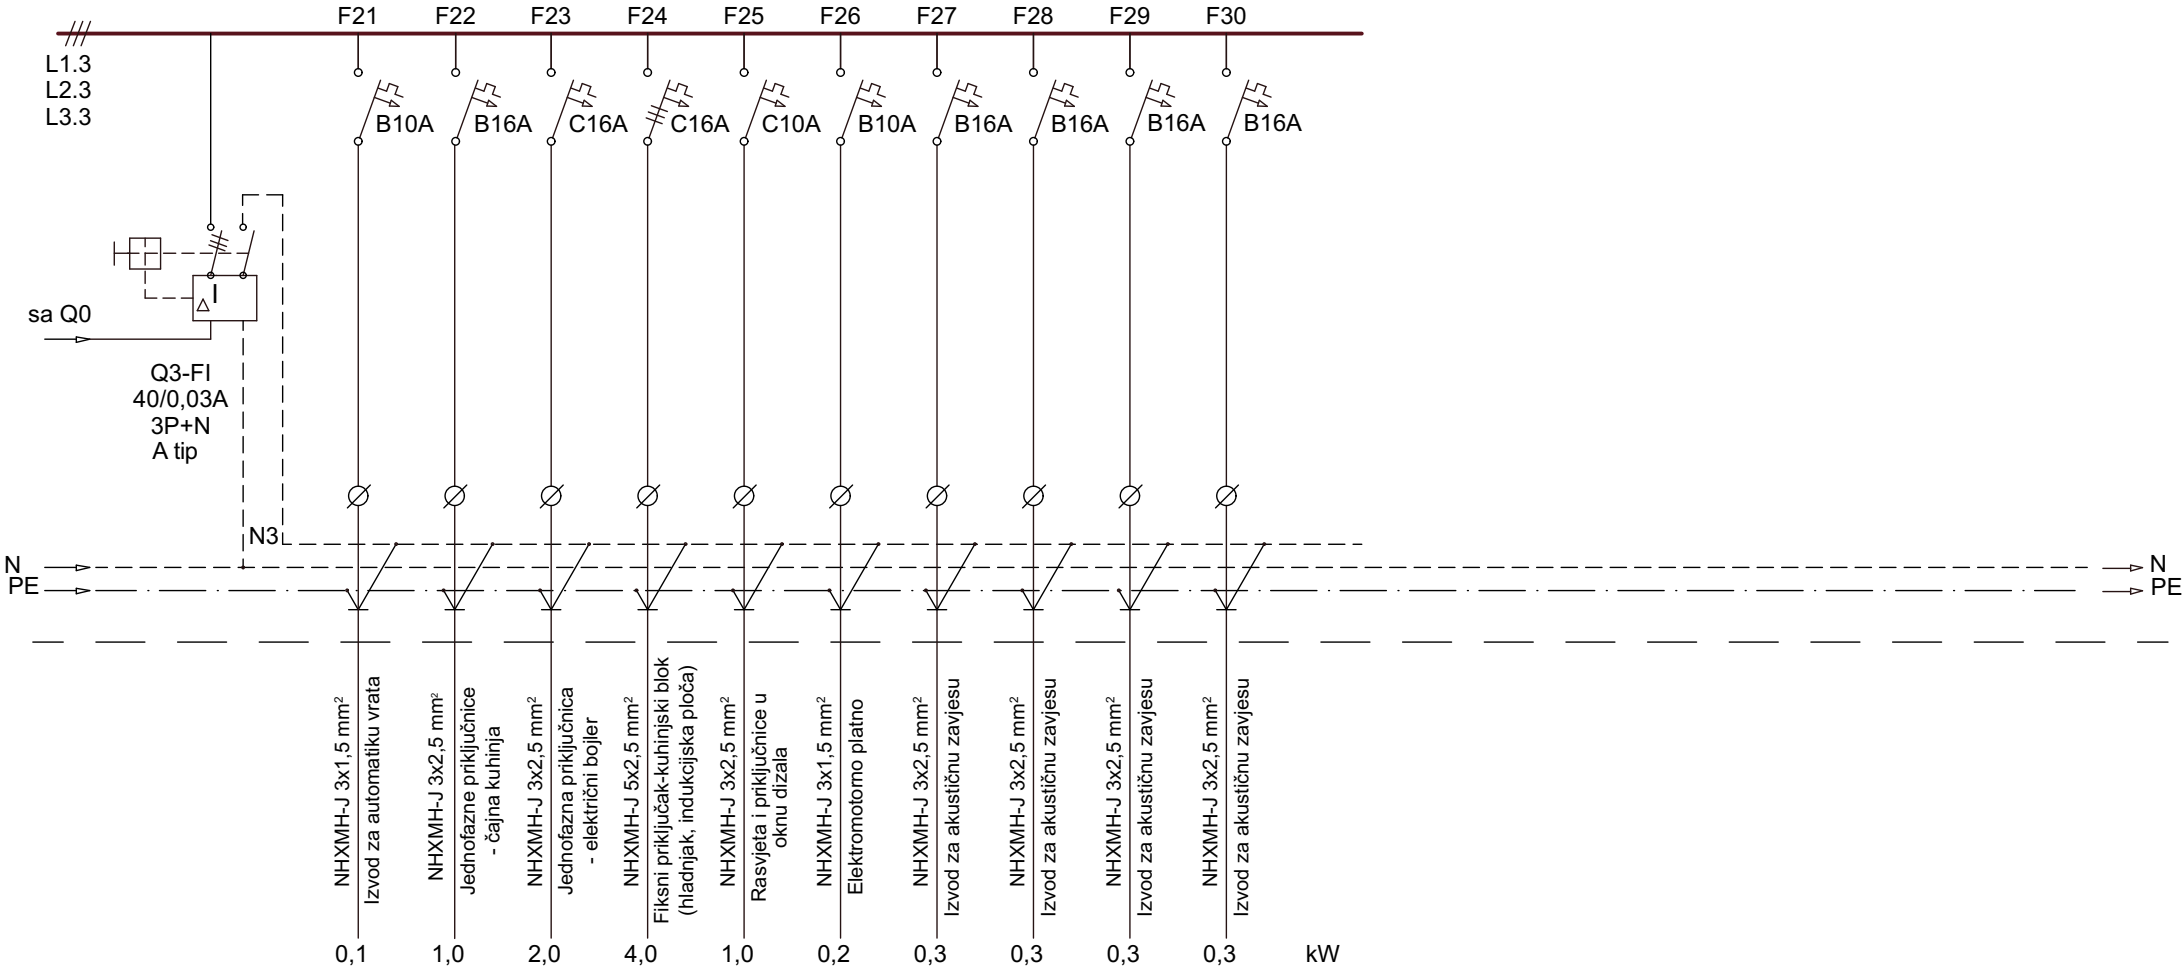 F21 F22 F23 F24 F25 F26 F27 F28 F29 F30
L1.3
L2.3
L3.3
B10A B16A C16A C16A C10A B10A B16A B16A B16A B16A
I
sa Q0
Q3-FI
40/0,03A
3P+N
A tip
N3
N
PE
N
PE
NHXMH-J 3x1,5 mm²
Izvod za automatiku vrata
NHXMH-J 3x2,5 mm²
Jednofazne priključnice
- čajna kuhinja
NHXMH-J 3x2,5 mm²
Jednofazna priključnica
- električni bojler
NHXMH-J 5x2,5 mm²
Fiksni priključak-kuhinjski blok
(hladnjak, indukcijska ploča)
NHXMH-J 3x2,5 mm²
Rasvjeta i priključnice u
oknu dizala
NHXMH-J 3x1,5 mm²
Elektromotorno platno
NHXMH-J 3x2,5 mm²
Izvod za akustičnu zavjesu
NHXMH-J 3x2,5 mm²
Izvod za akustičnu zavjesu
NHXMH-J 3x2,5 mm²
Izvod za akustičnu zavjesu
NHXMH-J 3x2,5 mm²
Izvod za akustičnu zavjesu
0,1 1,0 2,0 4,0 1,0 0,2 0,3 0,3 0,3 0,3 kW